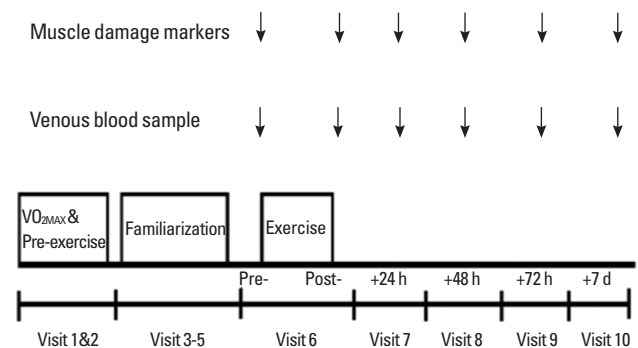 Muscle damage markers
Venous blood sample
VO2MAX &
Pre-exercise
Familiarization
Exercise
Pre- Post- +24 h +48 h +72 h +7 d
Visit 1&2 Visit 3-5 Visit 6 Visit 7 Visit 8 Visit 9 Visit 10